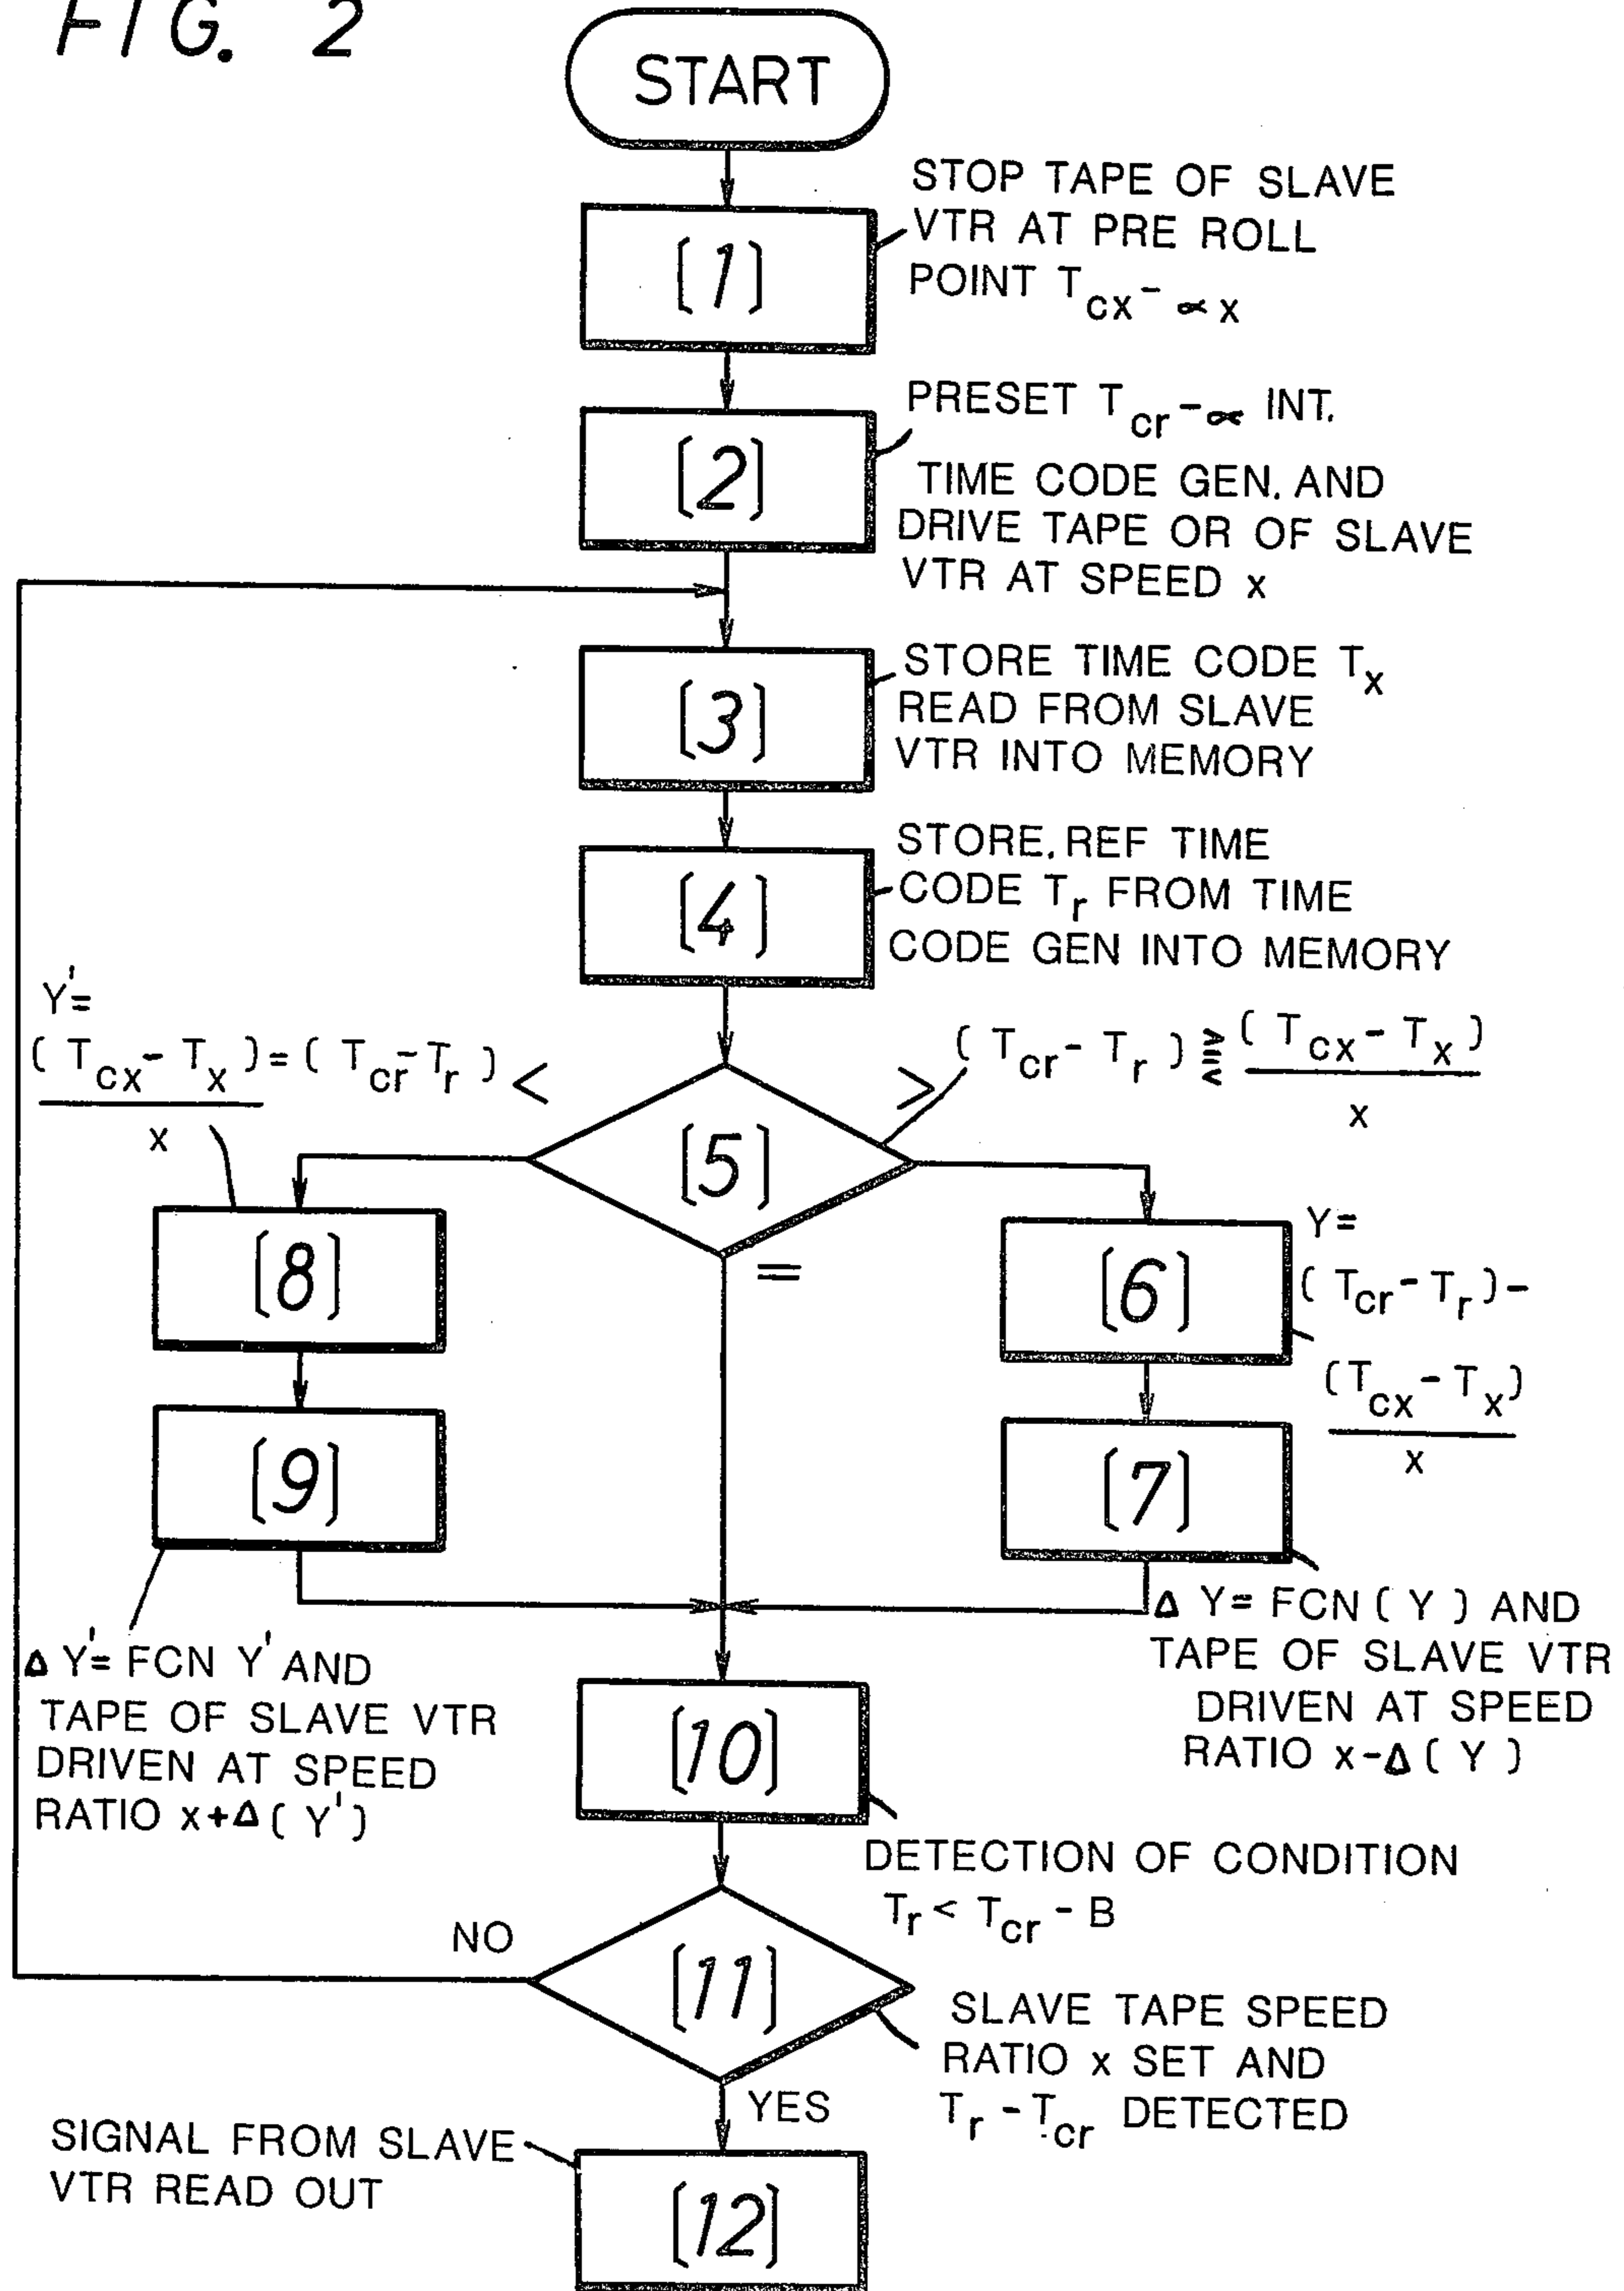 FIG. 2
START
[1]
STOP TAPE OF SLAVE
VTR AT PRE ROLL
POINT Tcx-∝x
[2]
PRESET Tcr-∝ INT.
TIME CODE GEN. AND
DRIVE TAPE OR OF SLAVE
VTR AT SPEED x
[3]
STORE TIME CODE Tx
READ FROM SLAVE
VTR INTO MEMORY
[4]
STORE. REF TIME
CODE Tr FROM TIME
CODE GEN INTO MEMORY
Y'=
(Tcx-Tx)=(Tcr-Tr) <
x
[5]
> (Tcr-Tr) ⋛ (Tcx-Tx)
x
=
[8]
[6]
Y=
(Tcr-Tr)-
(Tcx-Tx)
x
[9]
[7]
Δ Y'= FCN Y' AND
TAPE OF SLAVE VTR
DRIVEN AT SPEED
RATIO x+Δ(Y')
Δ Y= FCN (Y) AND
TAPE OF SLAVE VTR
DRIVEN AT SPEED
RATIO x-Δ(Y)
[10]
DETECTION OF CONDITION
Tr < Tcr - B
NO
[11]
SLAVE TAPE SPEED
RATIO x SET AND
Tr - Tcr DETECTED
YES
SIGNAL FROM SLAVE
VTR READ OUT
[12]